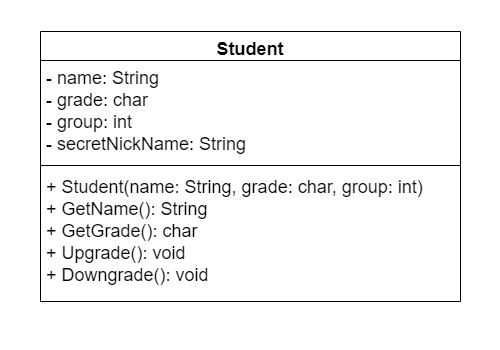 Student
- name: String
- grade: char
- group: int
- secretNickName: String
+ Student(name: String, grade: char, group: int)
+ GetName(): String
+ GetGrade(): char
+ Upgrade(): void
+ Downgrade(): void